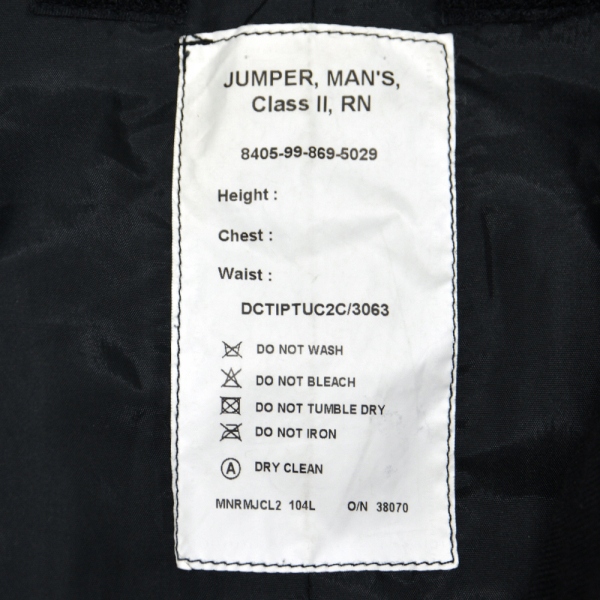 JUMPER, MAN'S,
Class II, RN
8405-99-869-5029
Height :
Chest :
Waist :
DCTIPTUC2C/3063
DO NOT WASH
DO NOT BLEACH
DO NOT TUMBLE DRY
DO NOT IRON
A DRY CLEAN
MNRMJCL2 104L O/N 38070